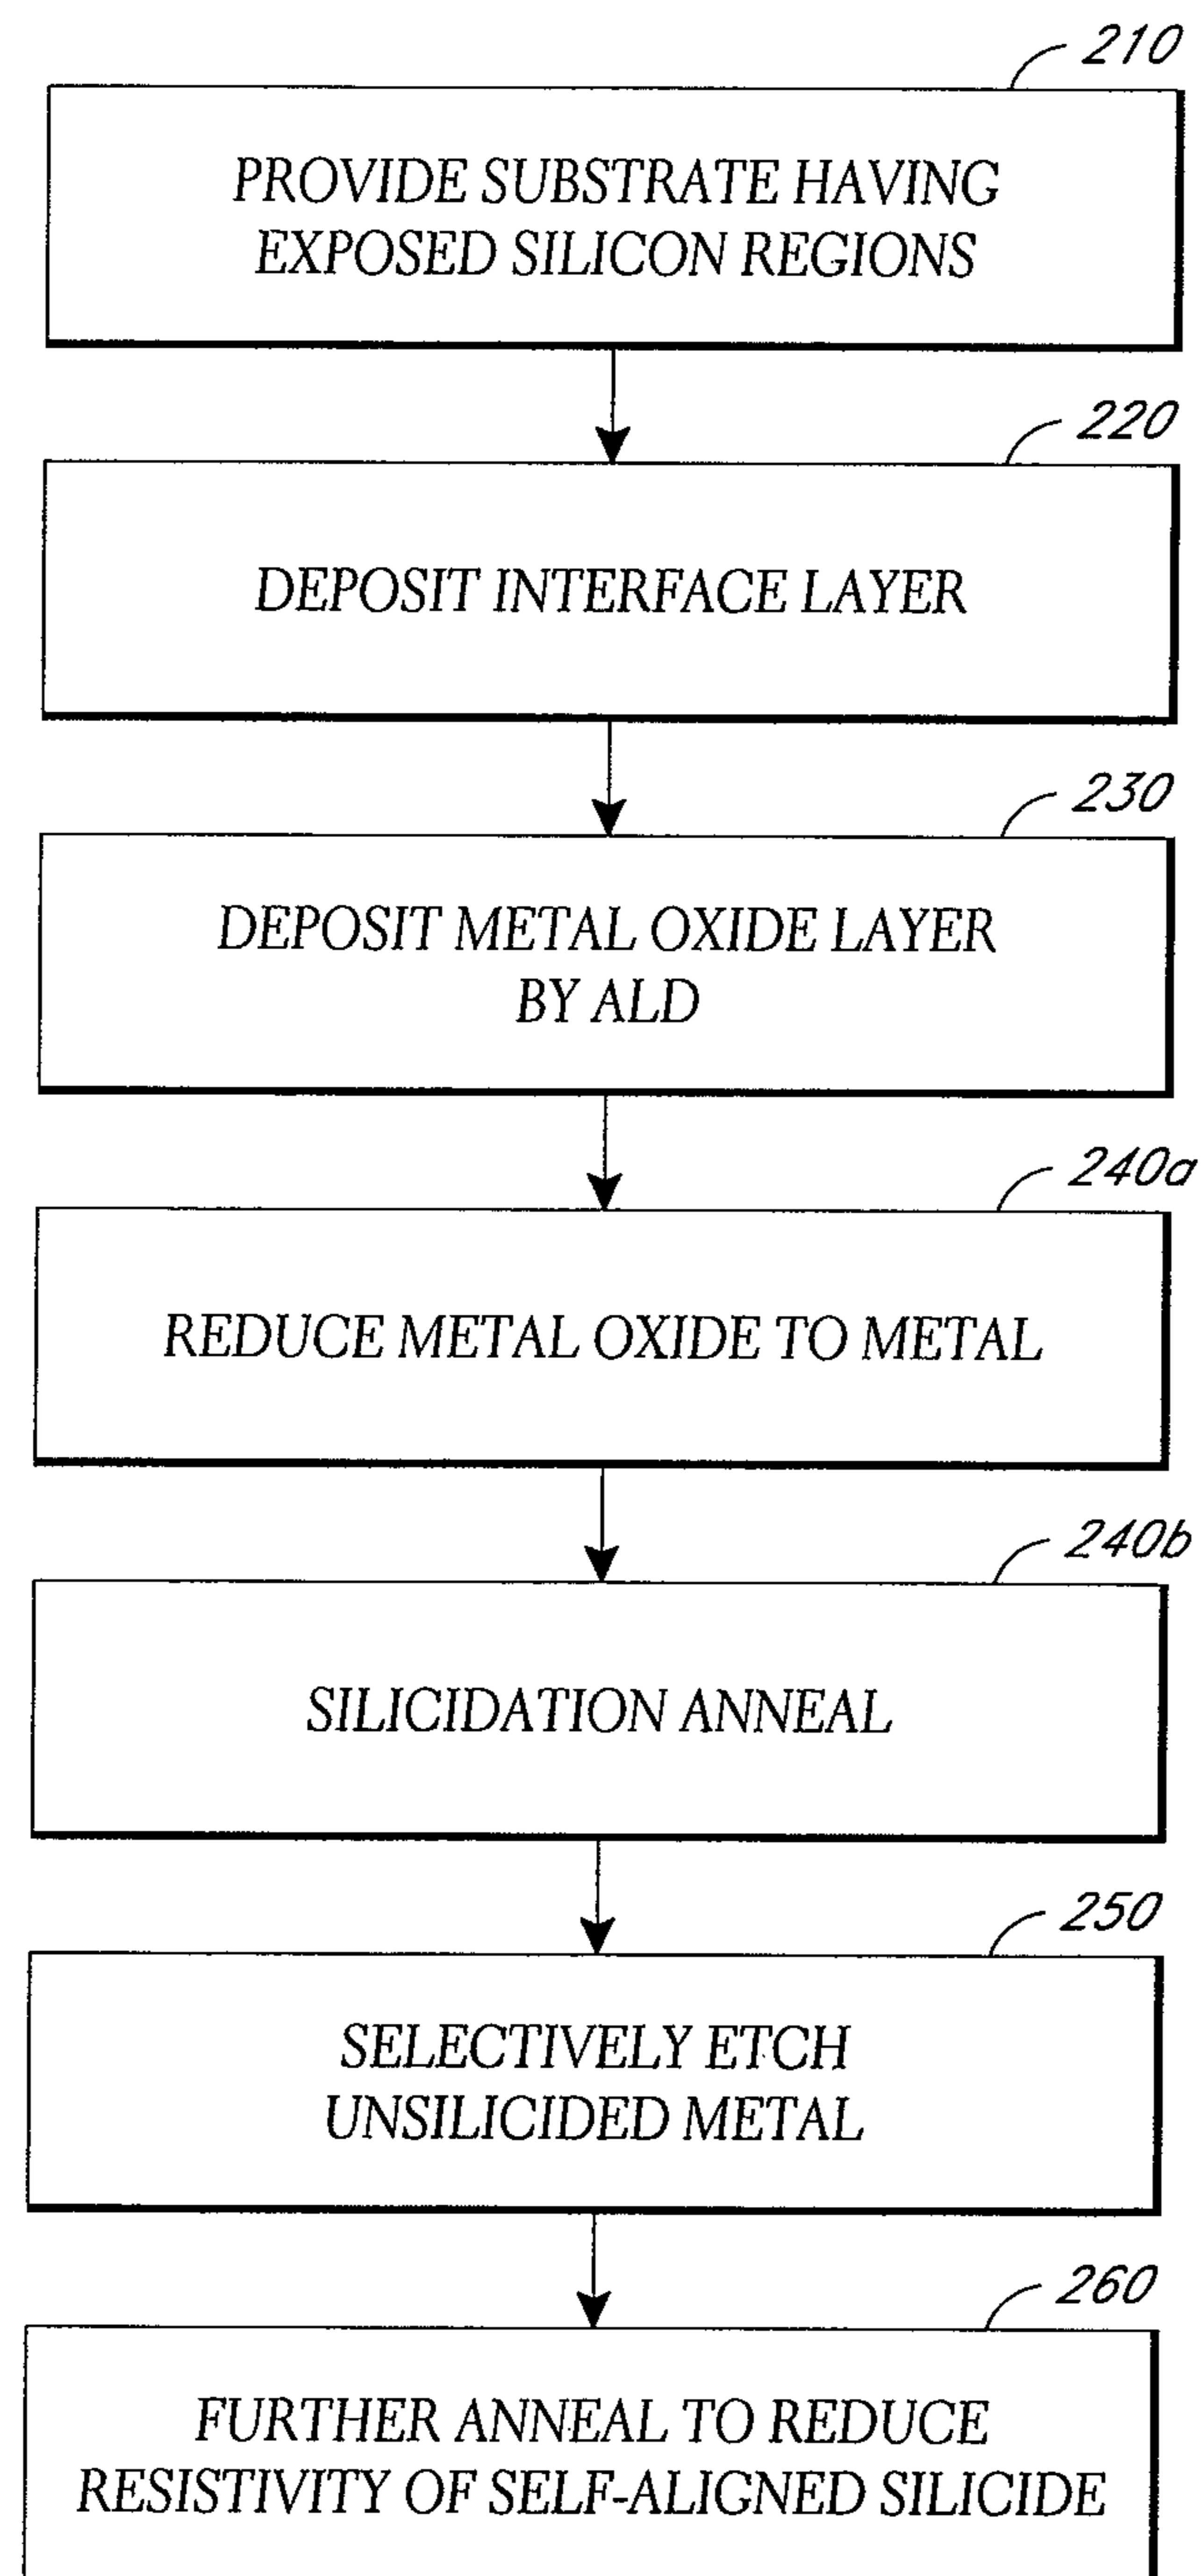 210
PROVIDE SUBSTRATE HAVING
EXPOSED SILICON REGIONS
220
DEPOSIT INTERFACE LAYER
230
DEPOSIT METAL OXIDE LAYER
BY ALD
240a
REDUCE METAL OXIDE TO METAL
240b
SILICIDATION ANNEAL
250
SELECTIVELY ETCH
UNSILICIDED METAL
260
FURTHER ANNEAL TO REDUCE
RESISTIVITY OF SELF-ALIGNED SILICIDE